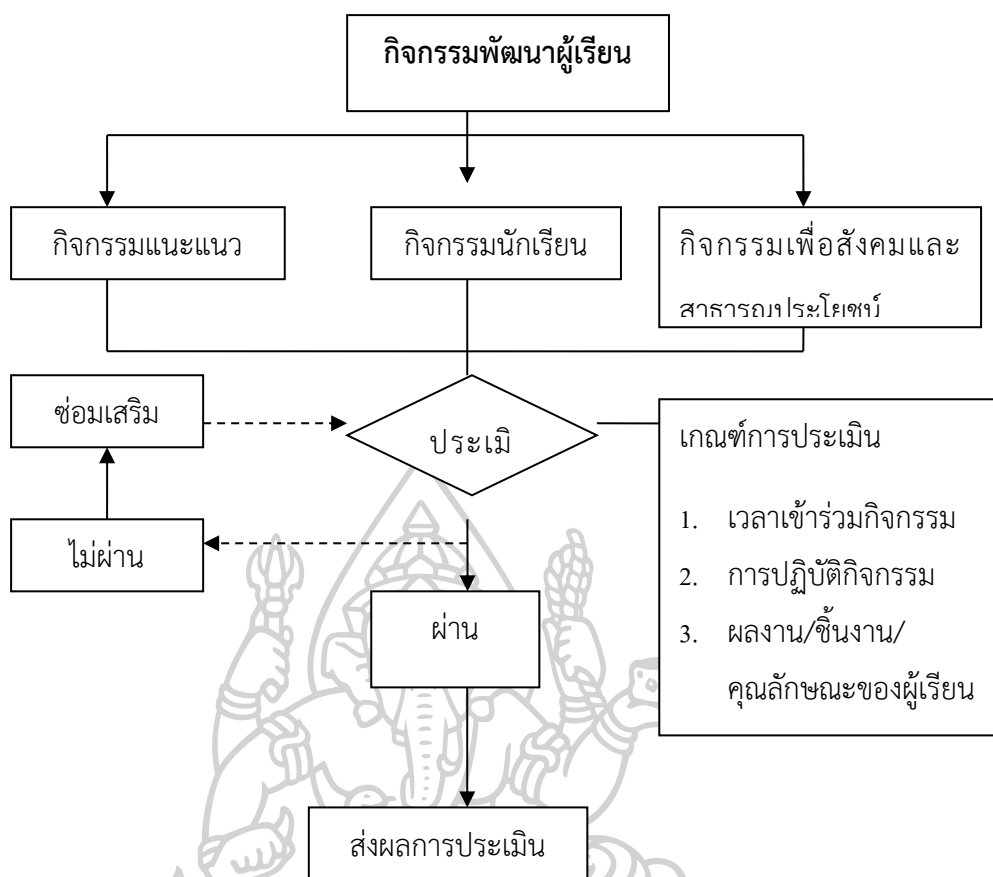 กิจกรรมพัฒนาผู้เรียน
กิจกรรมแนะแนว
กิจกรรมนักเรียน
กิจกรรมเพื่อสังคมและ
สาธารณประโยชน์
ซ่อมเสริม
ประเมิ
เกณฑ์การประเมิน
1. เวลาเข้าร่วมกิจกรรม
2. การปฏิบัติกิจกรรม
3. ผลงาน/ชิ้นงาน/
คุณลักษณะของผู้เรียน
ไม่ผ่าน
ผ่าน
ส่งผลการประเมิน